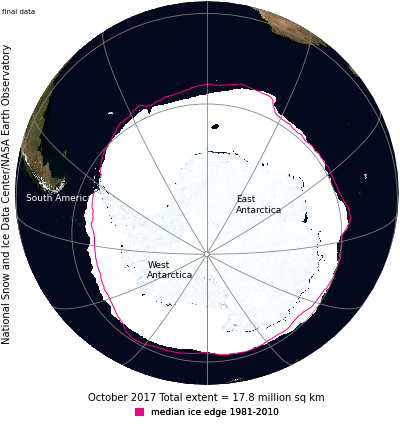 final data
National Snow and Ice Data Center/NASA Earth Observatory
South America
East
Antarctica
West
Antarctica
October 2017 Total extent = 17.8 million sq km
median ice edge 1981-2010